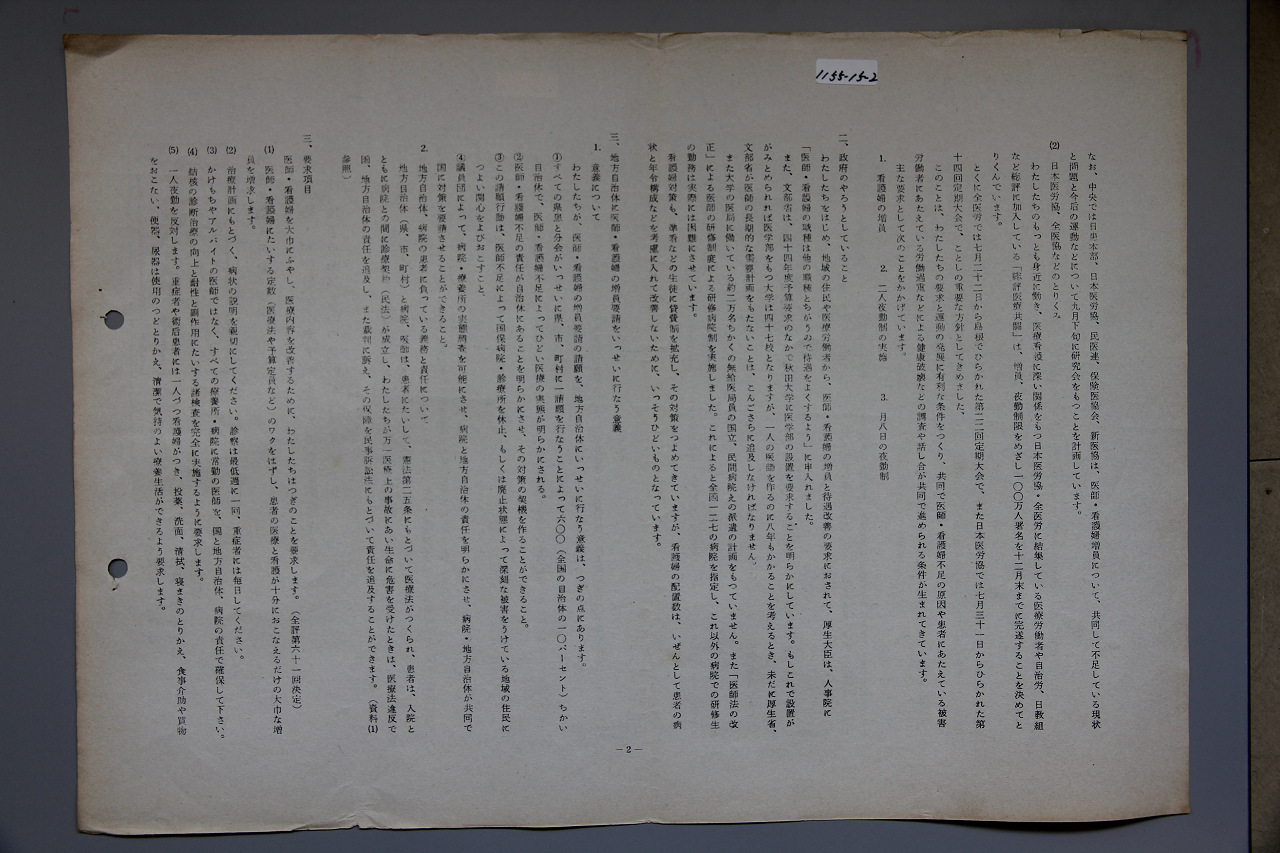 1155-15-2
なお、中央では日患本部、日本医労協、民医連、保険医協会、新医協は、医師・看護婦増員について、共同して不足している現状
と問題と今后の運動などについて九月下旬に研究会をもつことを計画しています。
(2) 日本医労協、全医労などのとりくみ
わたしたちのもっとも身近に働き、医療看護に深い関係をもつ日本医労協・全医労に結集している医療労働者や自治労、日教組
など総評に加入している「総評医療共闘」は、増員、夜勤制限をめざし一〇〇万人署名を十二月末までに完遂することを決めてと
りくんでいます。
とくに全医労では七月二十二日から島根でひらかれた第二二回定期大会で、また日本医労協では七月三十一日からひらかれた第
十四回定期大会で、ことしの重要な方針としてきめました。
このことは、わたしたちの要求と運動の発展に有利な条件をつくり、共同で医師・看護婦不足の原因や患者にあたえている被害
労働者にあたえている労働過重などによる健康破壊などの調査や話し合が共同で進められる条件が生まれてきています。
主な要求として次のことをかかげています。
1. 看護婦の増員 2. 二人夜勤制の実施 3. 月八日の夜勤制
二、政府のやろうとしていること
わたしたちをはじめ、地域の住民や医療労働者から、医師・看護婦の増員と待遇改善の要求におされて、厚生大臣は、人事院に
「医師・看護婦の職種は他の職種とちがうので待遇をよくするよう」に申入れました。
また、文部省は、四十四年度予算要求のなかで秋田大学に医学部の設置を要求することを明らかにしています。もしこれで設置が
がみとめられれば医学部をもつ大学は四十七校となりますが、一人の医師を作るのに八年もかかることを考えるとき、未だに厚生省、
文部省が医師の長期的な需要計画をもたないことは、こんごさらに追及しなければなりません。
また大学の医局に働いている約二万名ちかくの無給医局員の国立、民間病院えの派遣の計画をもつていません。また「医師法の改
正」による医師の研修制度による研修病院制を実施しました。これによると全国一二七の病院を指定し、これ以外の病院での研修生
の勤務は実際には困難にさせています。
看護婦対策も、準看などの生徒に貸費制を拡充し、その対策をつよめてきていますが、看護婦の配置数は、いぜんとして患者の病
状と年令構成などを考慮に入れて改善しないために、いっそうひどいものとなっています。
三、地方自治体に医師・看護婦の増員要請をいっせいに行なう意義
1. 意義について
わたしたちが、医師・看護婦の増員要請の請願を、地方自治体にいっせいに行なう意義は、つぎの点にあります。
①すべての県患と分会がいっせいに県、市、町村に一請願を行なうことによって六〇〇(全国の自治体の一〇パーセント)ちかい
自治体で、医師・看護婦不足によってひどい医療の実態が明らかにされる。
②医師・看護婦不足の責任が自治体にあることを明らかにさせ、その対策の契機を作ることができること。
③この請願行動は、医師不足によって国保病院・診療所を休止、もしくは廃止状態によって深刻な被害をうけている地域の住民に
つよい関心をよびおこすこと、
④議員団によって、病院・療養所の実態調査を可能にさせ、病院と地方自治体の責任を明らかにさせ、病院・地方自治体が共同で
国に対策を要請させることができること。
2. 地方自治体、病院の患者に負っている義務と責任について
地方自治体(県、市、町村)と病院、医師は、患者にたいして、憲法第二五条にもとづいて医療法がつくられ、患者は、入院と
ともに病院との間に診療契約(民法)が成立し、わたしたちが万一医療上の事故にあい生命に危害を受けたときは、医療法違反で
国、地方自治体の責任を追及し、また裁判に訴え、その保障を民事訴訟法にもとづいて責任を追及することができます。(資料(1)
参照)
三、要求項目
医師・看護婦を大巾にふやし、医療内容を改善するために、わたしたちはつぎのことを要求します。(全評第六十一回決定)
(1) 医師・看護婦にたいする定数(医療法や予算定員など)のワクをはずし、患者の医療と看護が十分におこなえるだけの大巾な増
員を要求します。
(2) 治療計画にもとづく、病状の説明を親切にしてください。診察は最低週に一回、重症者には毎日してください。
(3) かけもちやアルバイトの医師ではなく、すべての療養所・病院に常勤の医師を、国と地方自治体、病院の責任で確保して下さい。
(4) 結核の診断治療の向上と耐性と副作用にたいする諸検査を完全に実施するように要求します。
(5) 一人夜勤を反対します。重症者や術后患者には一人づつ看護婦がつき、投薬、洗面、清拭、寝まきのとりかえ、食事介助や買物
をおこない、便器、尿器は使用のつどとりかえ、清潔で気持のよい療養生活ができるよう要求します。
－2－